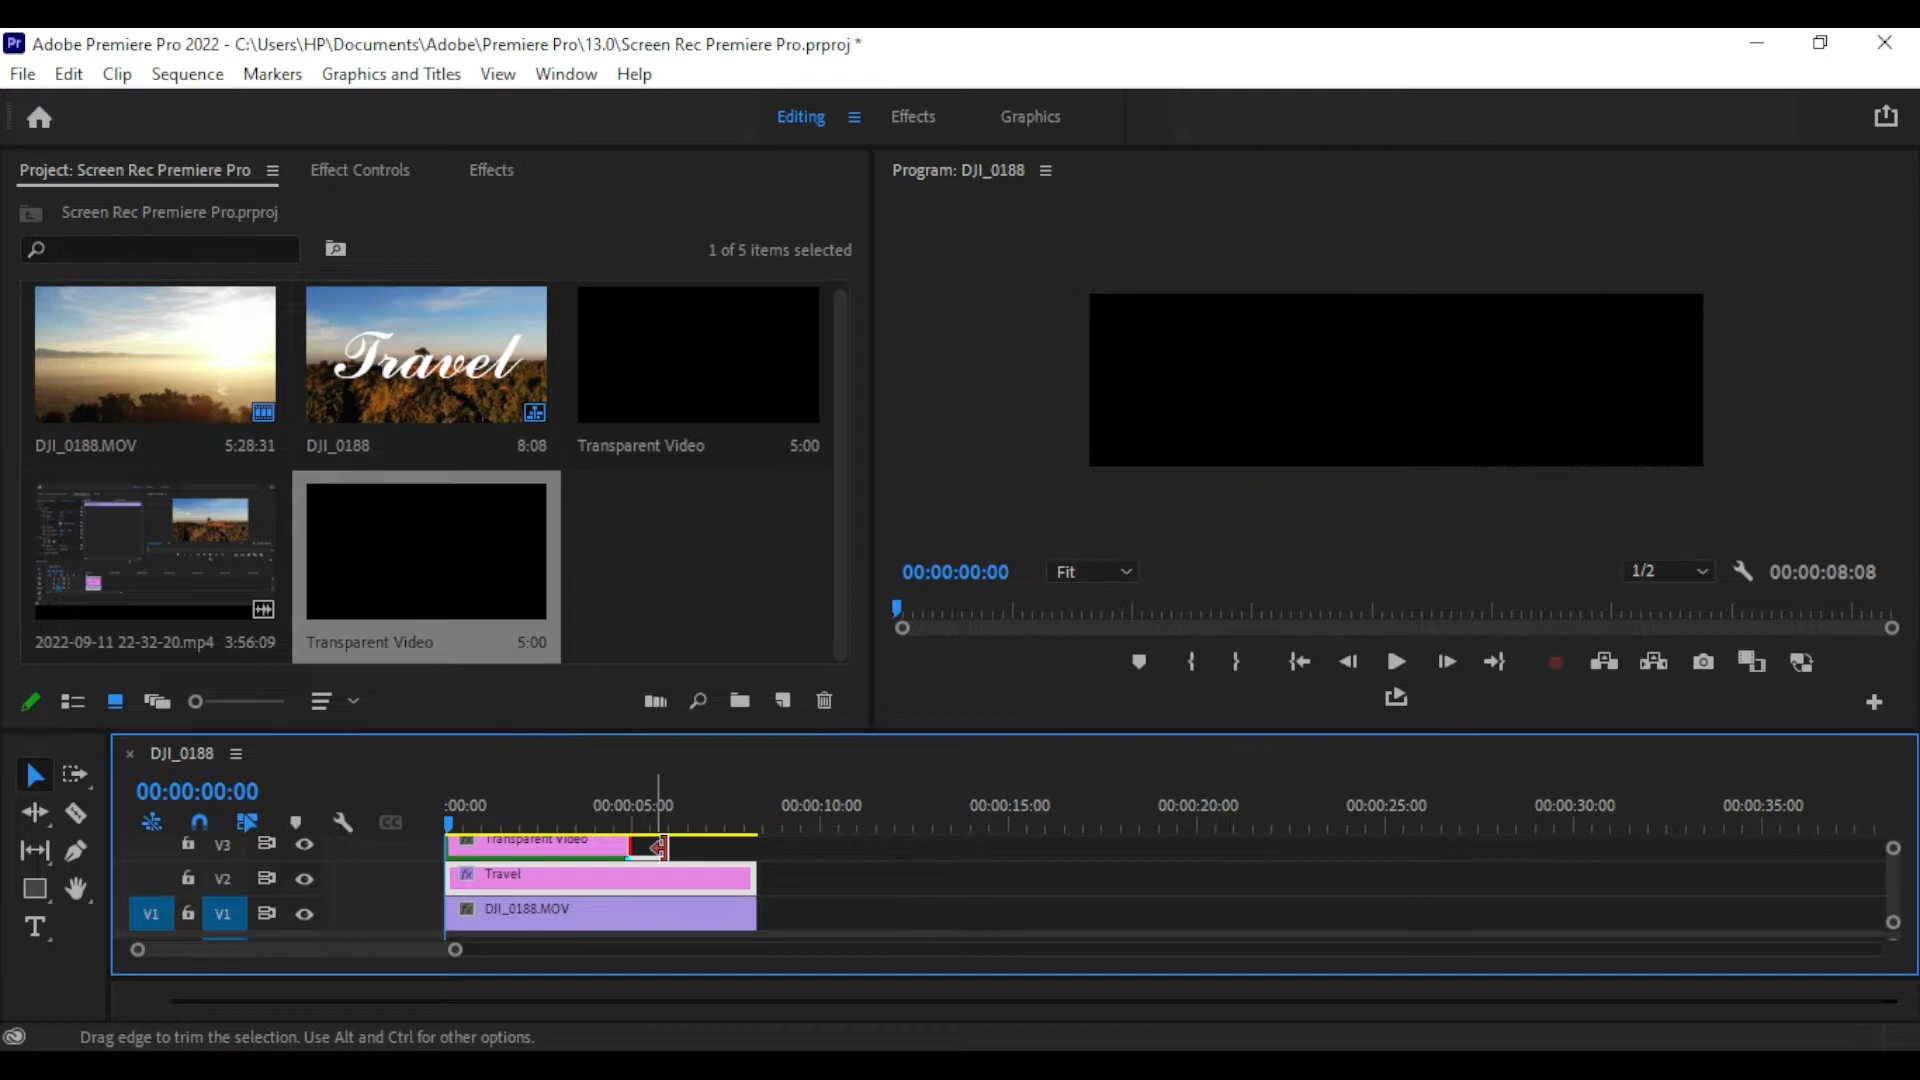 Pr Adobe Premiere Pro 2022 - C:\Users\HP\Documents\Adobe\Premiere Pro\13.0\Screen Rec Premiere Pro.prproj *
File Edit Clip Sequence Markers Graphics and Titles View Window Help
Editing Effects Graphics
Project: Screen Rec Premiere Pro Effect Controls Effects
Program: DJI_0188
Screen Rec Premiere Pro.prproj
1 of 5 items selected
Travel
DJI_0188.MOV 5:28:31 DJI_0188 8:08 Transparent Video 5:00
2022-09-11 22-32-20.mp4 3:56:09 Transparent Video 5:00
00:00:00:00 Fit 1/2 00:00:08:08
× DJI_0188
00:00:00:00
:00:00 00:00:05:00 00:00:10:00 00:00:15:00 00:00:20:00 00:00:25:00 00:00:30:00 00:00:35:00
CC
V3 fx Transparent Video
V2 fx Travel
V1 V1 fx DJI_0188.MOV
T
Drag edge to trim the selection. Use Alt and Ctrl for other options.